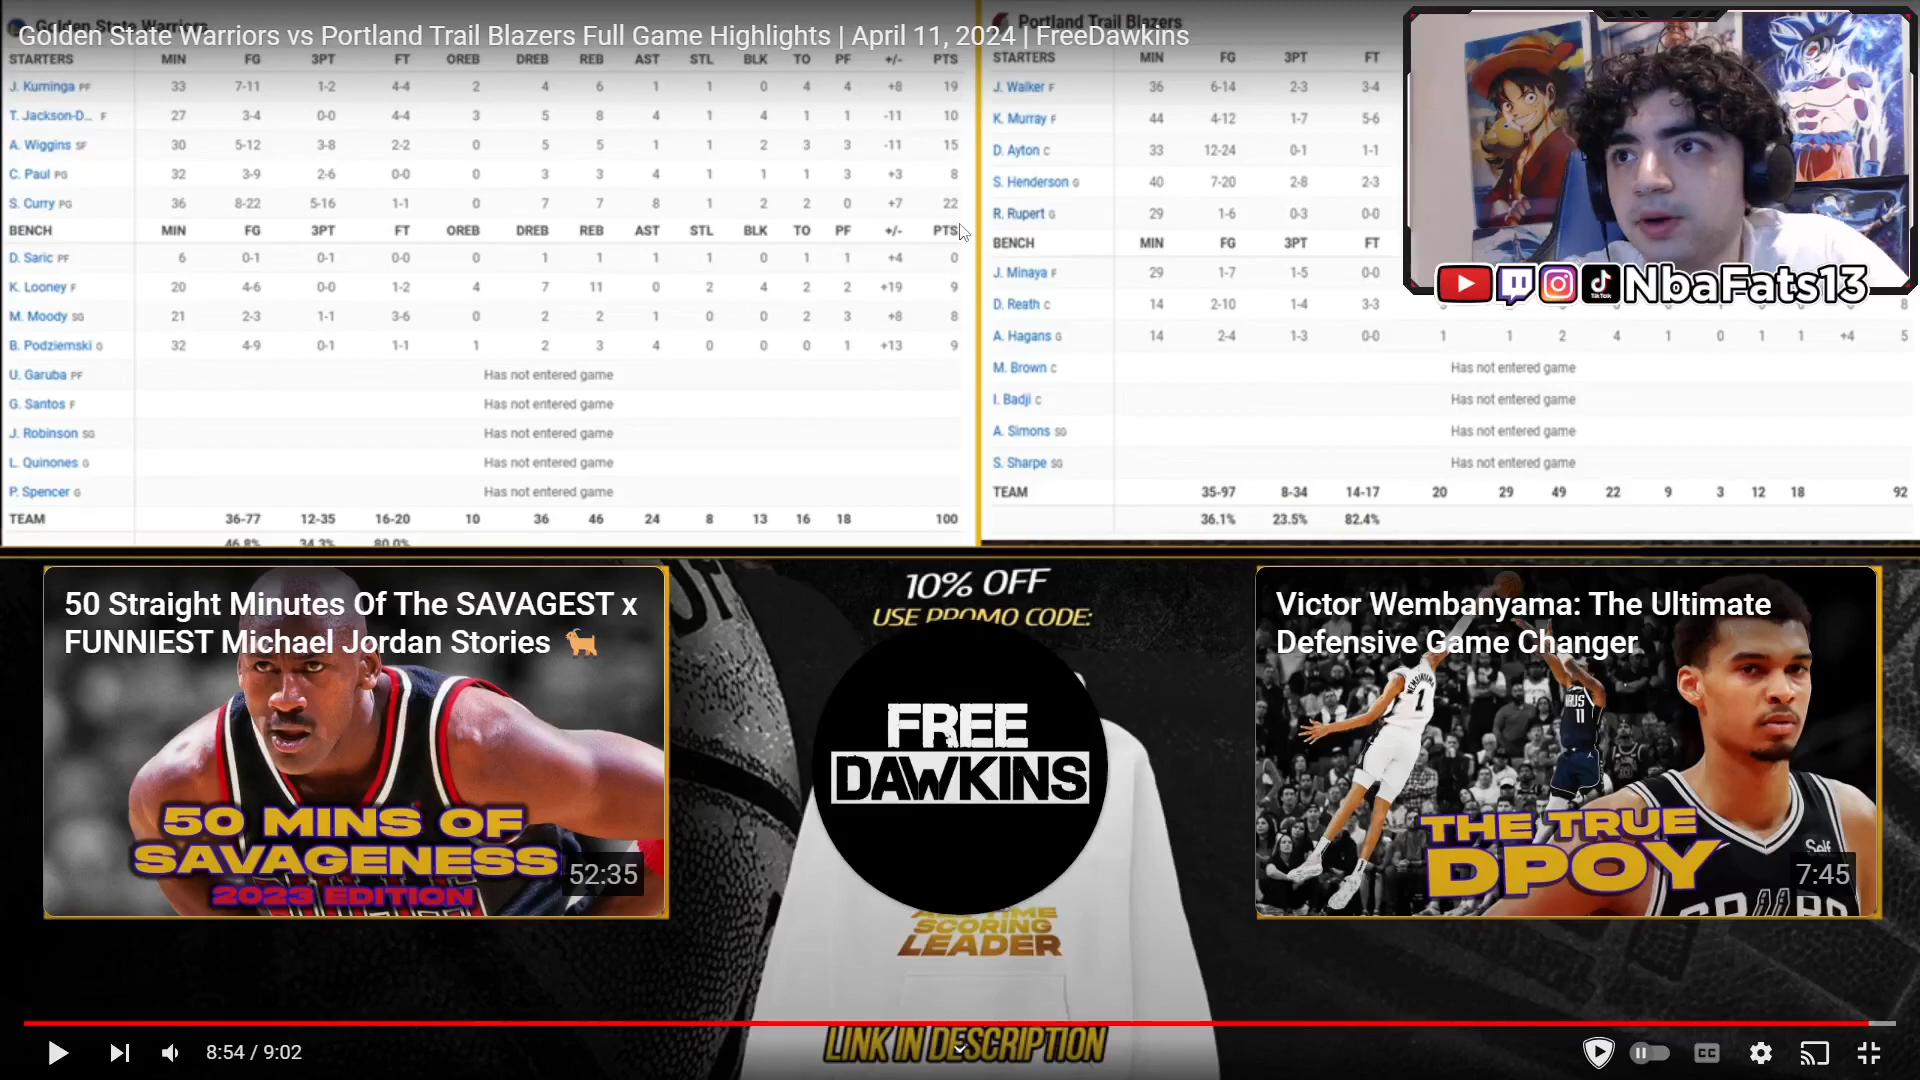 Golden State Warriors
Golden State Warriors vs Portland Trail Blazers Full Game Highlights | April 11, 2024 | FreeDawkins
STARTERS MIN FG 3PT FT OREB DREB REB AST STL BLK TO PF +/- PTS
J. Kuminga PF 33 7-11 1-2 4-4 2 4 6 1 1 0 4 4 +8 19
T. Jackson-D... F 27 3-4 0-0 4-4 3 5 8 4 1 4 1 1 -11 10
A. Wiggins SF 30 5-12 3-8 2-2 0 5 5 1 1 2 3 3 -11 15
C. Paul PG 32 3-9 2-6 0-0 0 3 3 4 1 1 1 3 +3 8
S. Curry PG 36 8-22 5-16 1-1 0 7 7 8 1 2 2 0 +7 22
BENCH MIN FG 3PT FT OREB DREB REB AST STL BLK TO PF +/- PTS
D. Saric PF 6 0-1 0-1 0-0 0 1 1 1 1 0 1 1 +4 0
K. Looney F 20 4-6 0-0 1-2 4 7 11 0 2 4 2 2 +19 9
M. Moody SG 21 2-3 1-1 3-6 0 2 2 1 0 0 2 3 +8 8
B. Podziemski G 32 4-9 0-1 1-1 1 2 3 4 0 0 0 1 +13 9
U. Garuba PF Has not entered game
G. Santos F Has not entered game
J. Robinson SG Has not entered game
L. Quinones G Has not entered game
P. Spencer G Has not entered game
TEAM 36-77 12-35 16-20 10 36 46 24 8 13 16 18 100
46.8% 34.3% 80.0%
Portland Trail Blazers
STARTERS MIN FG 3PT FT
J. Walker F 36 6-14 2-3 3-4
K. Murray F 44 4-12 1-7 5-6
D. Ayton C 33 12-24 0-1 1-1
S. Henderson G 40 7-20 2-8 2-3
R. Rupert G 29 1-6 0-3 0-0
BENCH MIN FG 3PT FT
J. Minaya F 29 1-7 1-5 0-0
D. Reath C 14 2-10 1-4 3-3 8
A. Hagans G 14 2-4 1-3 0-0 1 1 2 4 1 0 1 1 +4 5
M. Brown C Has not entered game
I. Badji C Has not entered game
A. Simons SG Has not entered game
S. Sharpe SG Has not entered game
TEAM 35-97 8-34 14-17 20 29 49 22 9 3 12 18 92
36.1% 23.5% 82.4%
NbaFats13
TikTok
50 Straight Minutes Of The SAVAGEST x
FUNNIEST Michael Jordan Stories
50 MINS OF
SAVAGENESS
2023 EDITION
52:35
10% OFF
USE PROMO CODE:
FREE
DAWKINS
ALL TIME
SCORING
LEADER
LINK IN DESCRIPTION
Victor Wembanyama: The Ultimate
Defensive Game Changer
WEMBANYAMA
1
11
THE TRUE
DPOY
Self
7:45
8:54 / 9:02
CC